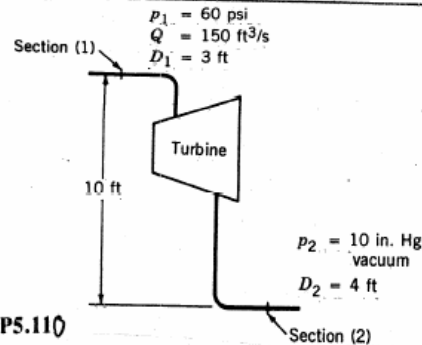 p₁ = 60 psi
Q = 150 ft³/s
D₁ = 3 ft
Section (1)
Turbine
10 ft
p₂ = 10 in. Hg
vacuum
D₂ = 4 ft
P5.110
Section (2)